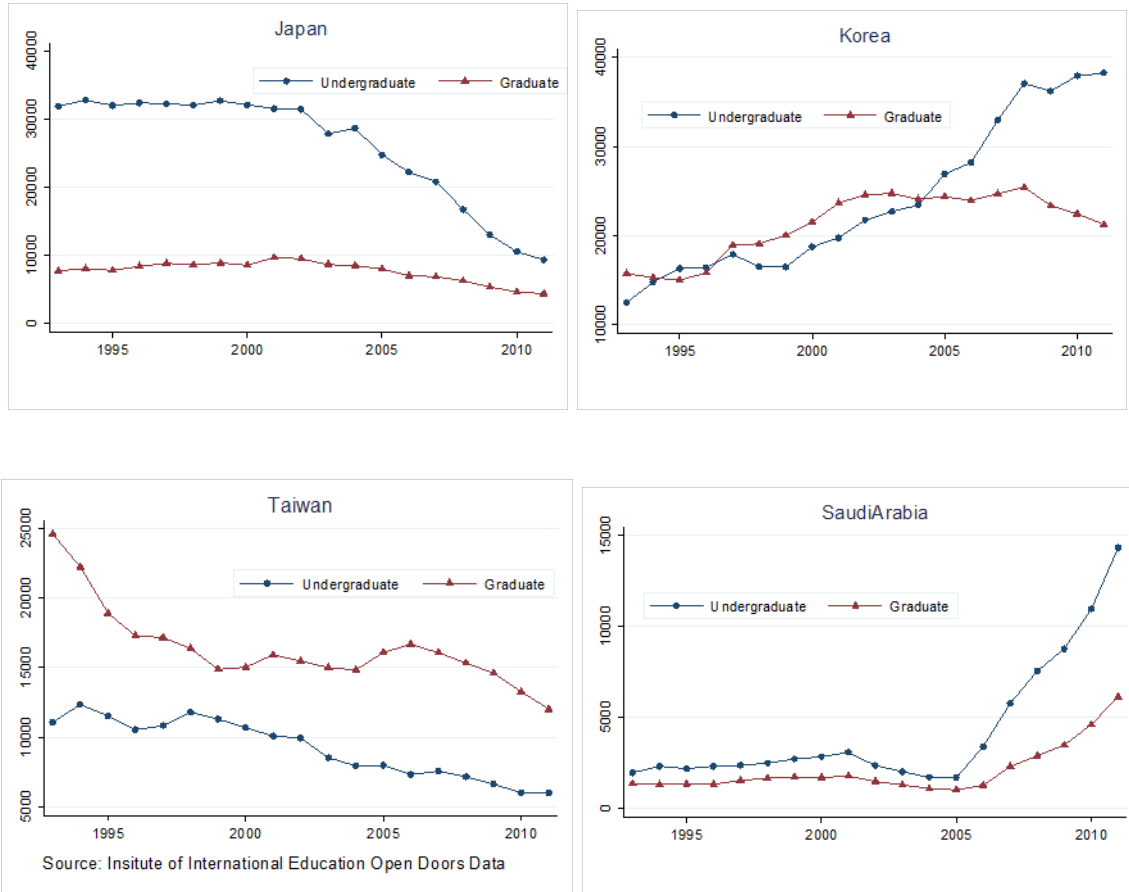 Japan
Undergraduate Graduate
40000
30000
20000
10000
0
1995 2000 2005 2010
Korea
Undergraduate Graduate
40000
30000
20000
10000
1995 2000 2005 2010
Taiwan
Undergraduate Graduate
25000
20000
15000
10000
5000
1995 2000 2005 2010
Source: Insitute of International Education Open Doors Data
SaudiArabia
Undergraduate Graduate
15000
10000
5000
0
1995 2000 2005 2010